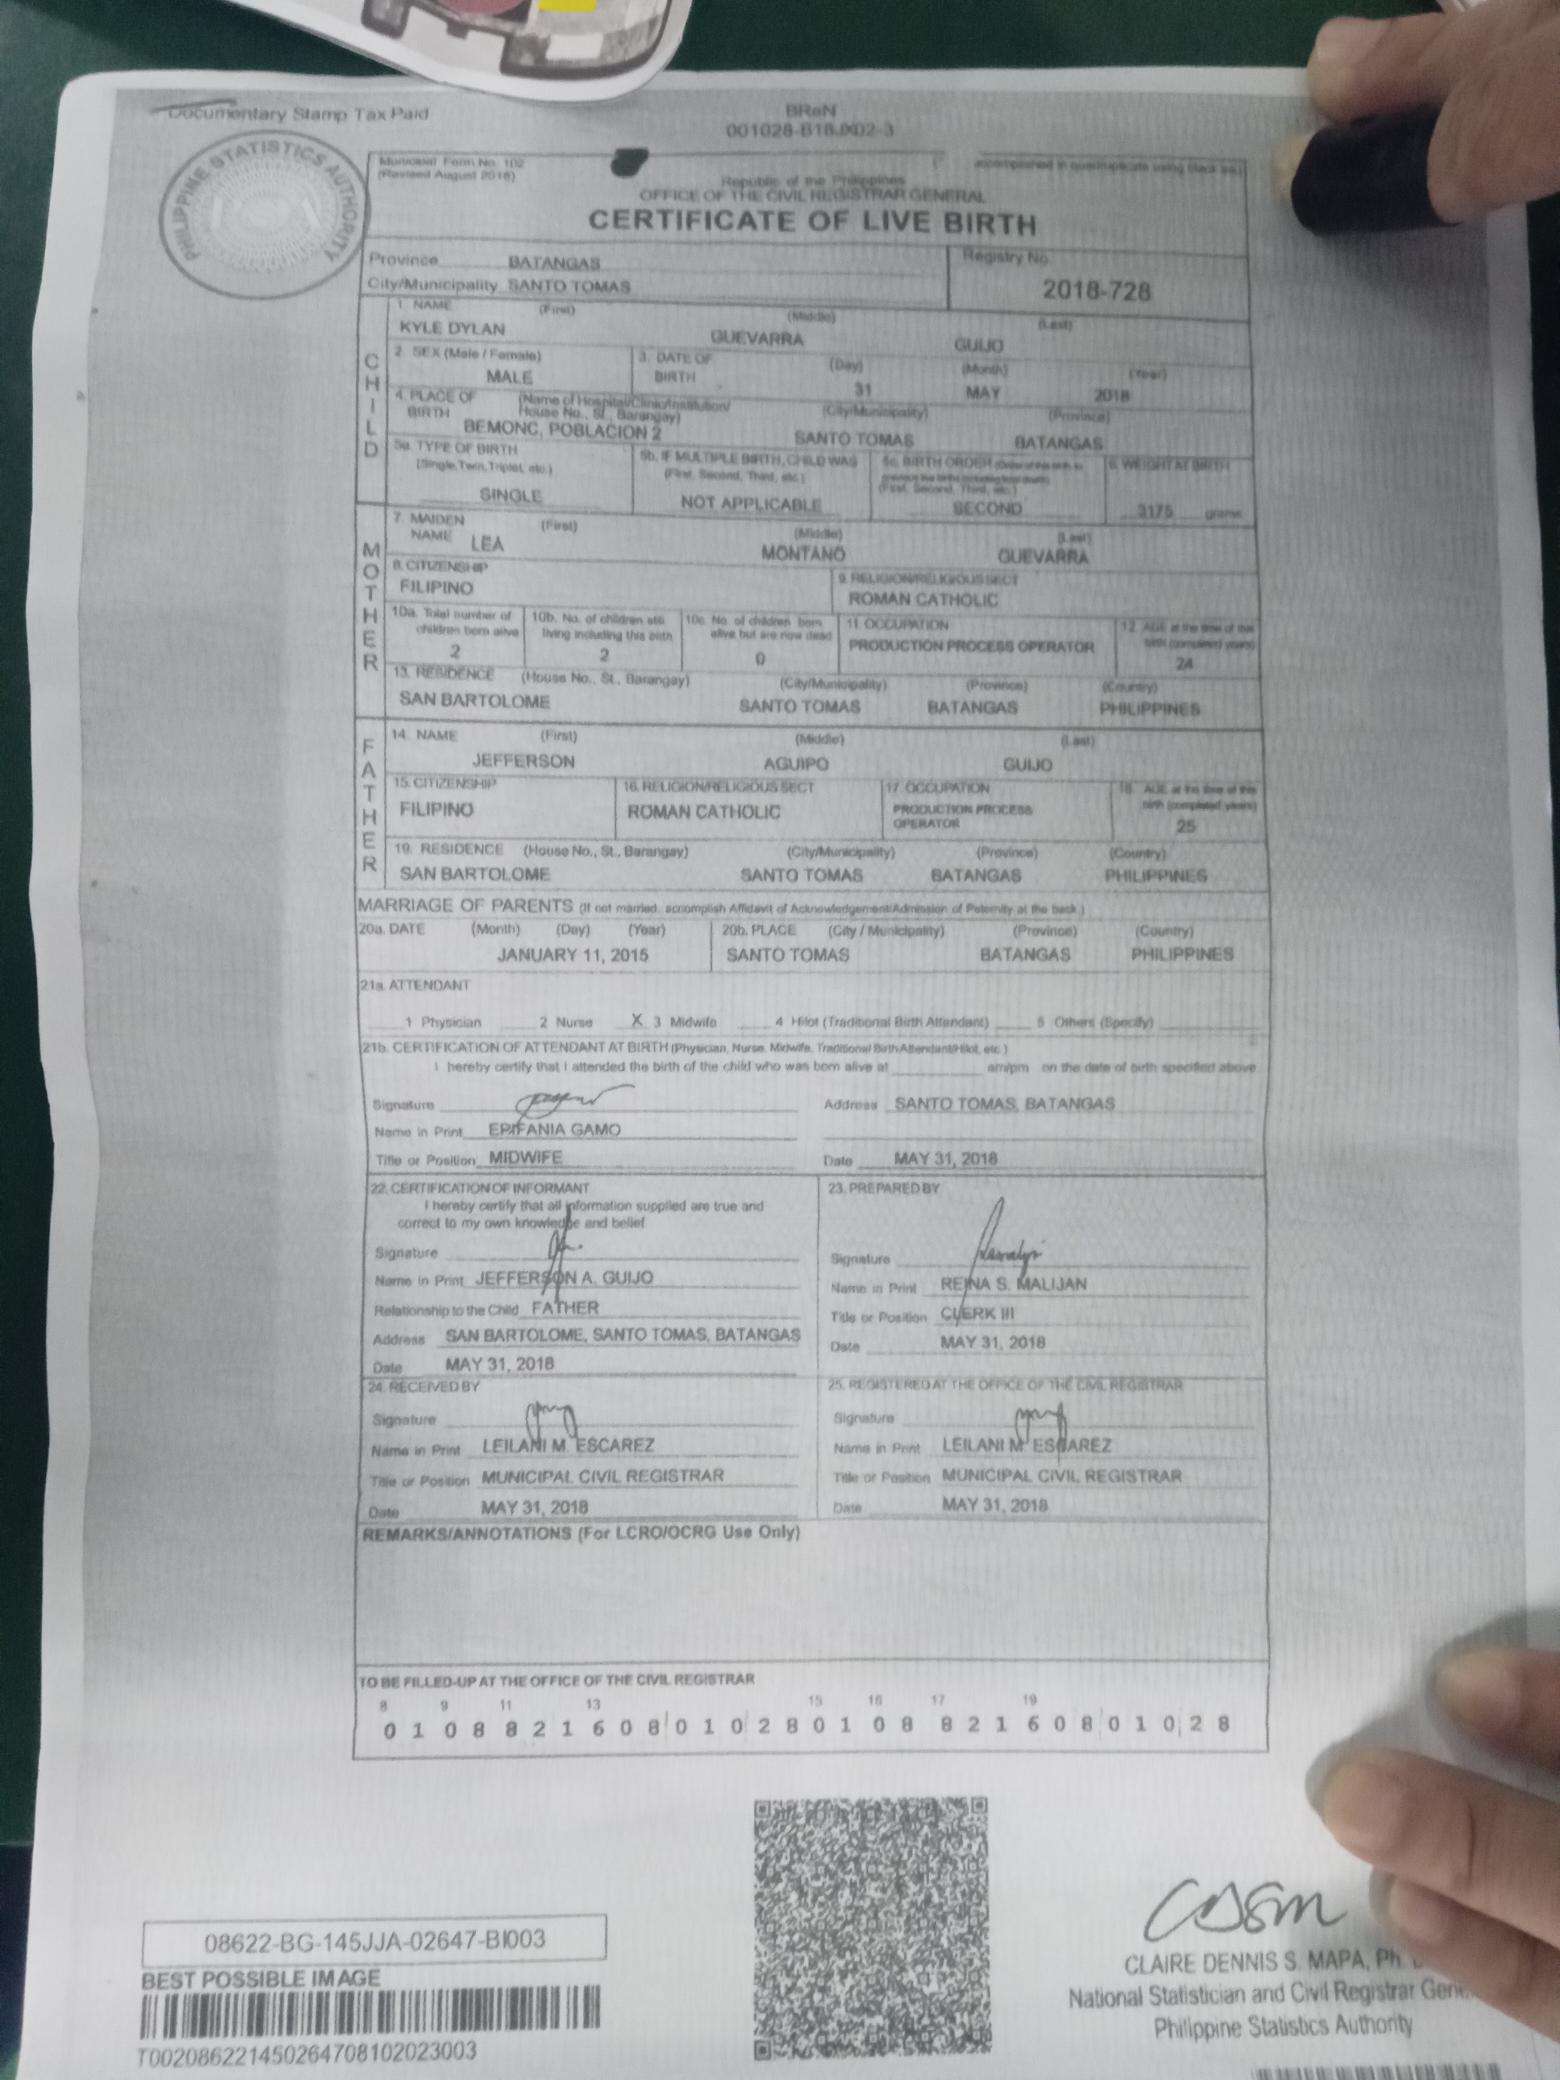 Documentary Stamp Tax Paid
BReN
PHILIPPINE STATISTICS AUTHORITY
Municipal Form No. 102
(Revised August 2016)
accomplished in quadruplicate using black ink
Republic of the Philippines
OFFICE OF THE CIVIL REGISTRAR GENERAL
CERTIFICATE OF LIVE BIRTH
Province BATANGAS
Registry No.
City/Municipality SANTO TOMAS
2018-728
CHILD
1. NAME (First) (Middle) (Last)
KYLE DYLAN GUEVARRA GUIJO
2. SEX (Male / Female) 3. DATE OF BIRTH (Day) (Month) (Year)
MALE 31 MAY 2018
4. PLACE OF BIRTH (Name of Hospital/Clinic/Institution/ House No., St., Barangay) (City/Municipality) (Province)
BEMONC, POBLACION 2 SANTO TOMAS BATANGAS
5a. TYPE OF BIRTH 5b. IF MULTIPLE BIRTH, CHILD WAS 5c. BIRTH ORDER 6. WEIGHT AT BIRTH
(Single, Twin, Triplet, etc.) (First, Second, Third, etc.) (First, Second, Third, etc.)
SINGLE NOT APPLICABLE SECOND 3175 grams
MOTHER
7. MAIDEN NAME (First) (Middle) (Last)
LEA MONTANO GUEVARRA
8. CITIZENSHIP 9. RELIGION/RELIGIOUS SECT
FILIPINO ROMAN CATHOLIC
10a. Total number of children born alive 10b. No. of children still living including this birth 10c. No. of children born alive but are now dead 11. OCCUPATION 12. AGE at the time of this birth (completed years)
2 2 0 PRODUCTION PROCESS OPERATOR 24
13. RESIDENCE (House No., St., Barangay) (City/Municipality) (Province) (Country)
SAN BARTOLOME SANTO TOMAS BATANGAS PHILIPPINES
FATHER
14. NAME (First) (Middle) (Last)
JEFFERSON AGUIPO GUIJO
15. CITIZENSHIP 16. RELIGION/RELIGIOUS SECT 17. OCCUPATION 18. AGE at the time of this birth (completed years)
FILIPINO ROMAN CATHOLIC PRODUCTION PROCESS OPERATOR 25
19. RESIDENCE (House No., St., Barangay) (City/Municipality) (Province) (Country)
SAN BARTOLOME SANTO TOMAS BATANGAS PHILIPPINES
MARRIAGE OF PARENTS (If not married, accomplish Affidavit of Acknowledgement/Admission of Paternity at the back.)
20a. DATE (Month) (Day) (Year) 20b. PLACE (City / Municipality) (Province) (Country)
JANUARY 11, 2015 SANTO TOMAS BATANGAS PHILIPPINES
21a. ATTENDANT
1 Physician 2 Nurse X 3 Midwife 4 Hilot (Traditional Birth Attendant) 5 Others (Specify)
21b. CERTIFICATION OF ATTENDANT AT BIRTH (Physician, Nurse, Midwife, Traditional Birth Attendant/Hilot, etc.)
I hereby certify that I attended the birth of the child who was born alive at am/pm on the date of birth specified above.
Signature Address SANTO TOMAS, BATANGAS
Name in Print EPIFANIA GAMO
Title or Position MIDWIFE Date MAY 31, 2018
22. CERTIFICATION OF INFORMANT
I hereby certify that all information supplied are true and
correct to my own knowledge and belief.
Signature
Name in Print JEFFERSON A. GUIJO
Relationship to the Child FATHER
Address SAN BARTOLOME, SANTO TOMAS, BATANGAS
Date MAY 31, 2018
23. PREPARED BY
Signature
Name in Print REINA S. MALIJAN
Title or Position CLERK III
Date MAY 31, 2018
24. RECEIVED BY
Signature
Name in Print LEILANI M. ESCAREZ
Title or Position MUNICIPAL CIVIL REGISTRAR
Date MAY 31, 2018
25. REGISTERED AT THE OFFICE OF THE CIVIL REGISTRAR
Signature
Name in Print LEILANI M. ESCAREZ
Title or Position MUNICIPAL CIVIL REGISTRAR
Date MAY 31, 2018
REMARKS/ANNOTATIONS (For LCRO/OCRG Use Only)
TO BE FILLED-UP AT THE OFFICE OF THE CIVIL REGISTRAR
8 9 11 13 15 16 17 19
0 1 0 8 8 2 1 6 0 8 0 1 0 2 8 0 1 0 8 8 2 1 6 0 8 0 1 0 2 8
08622-BG-145JJA-02647-BI003
BEST POSSIBLE IMAGE
T002086221450264708102023003
CLAIRE DENNIS S. MAPA, Ph.
National Statistician and Civil Registrar Gen
Philippine Statistics Authority